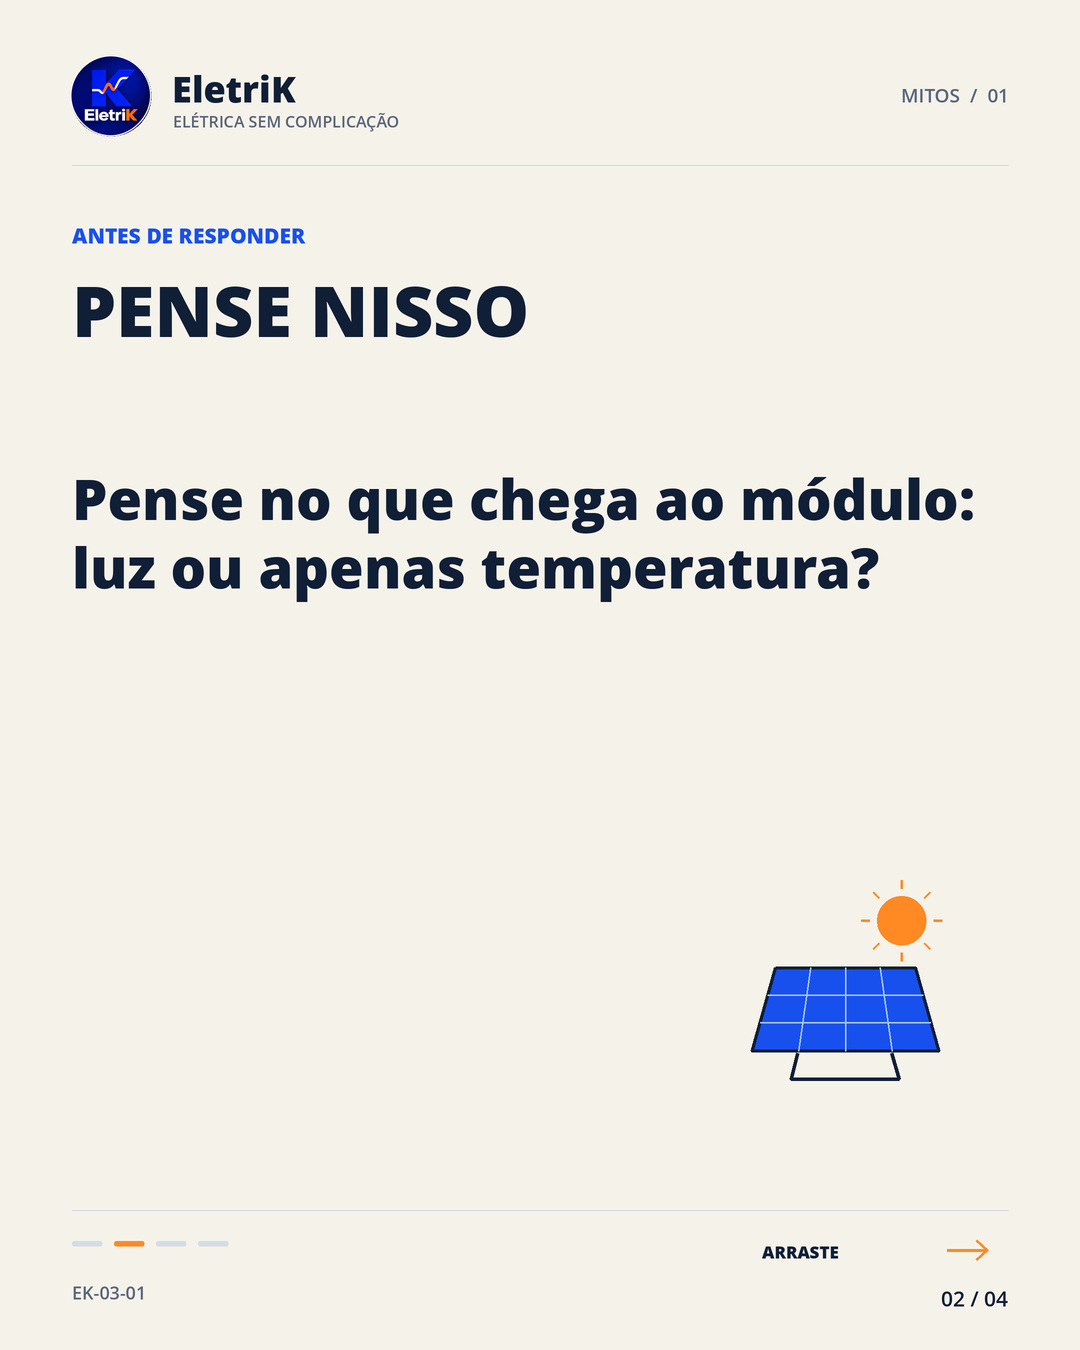 EletriK
EletriK
ELÉTRICA SEM COMPLICAÇÃO
MITOS / 01
ANTES DE RESPONDER
PENSE NISSO
Pense no que chega ao módulo:
luz ou apenas temperatura?
ARRASTE
EK-03-01
02 / 04